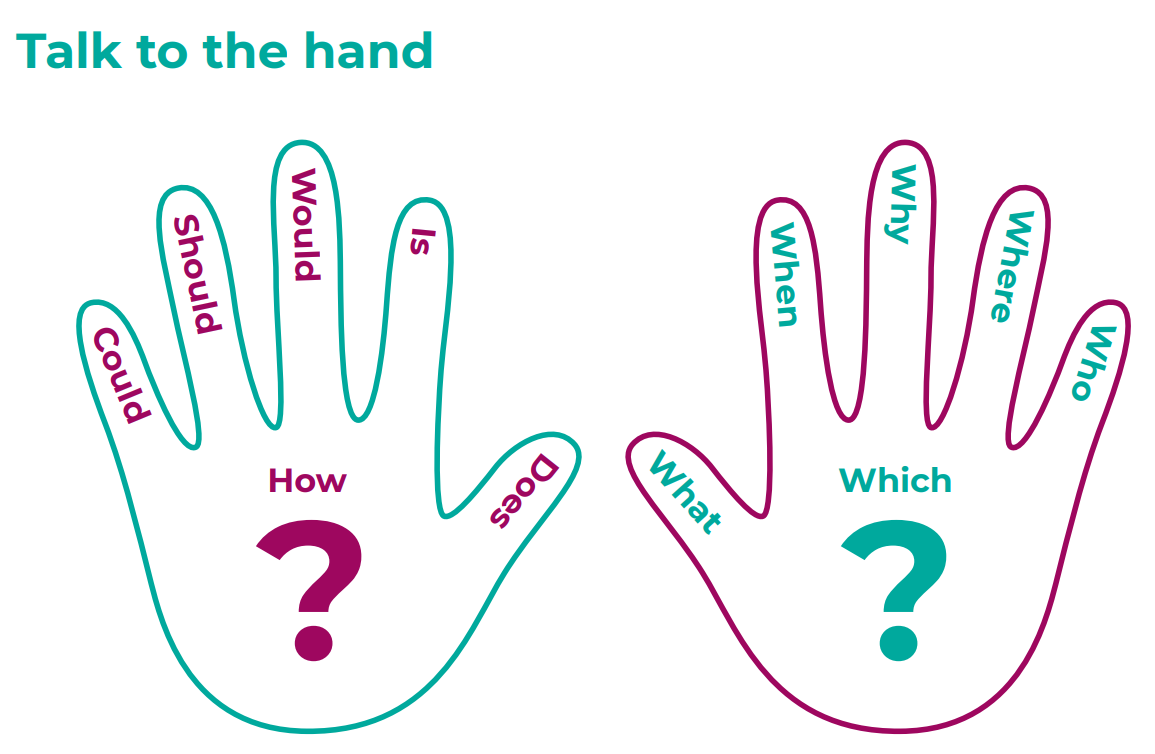 Talk to the hand
Could
Should
Would
Is
Does
How
?
What
When
Why
Where
Who
Which
?